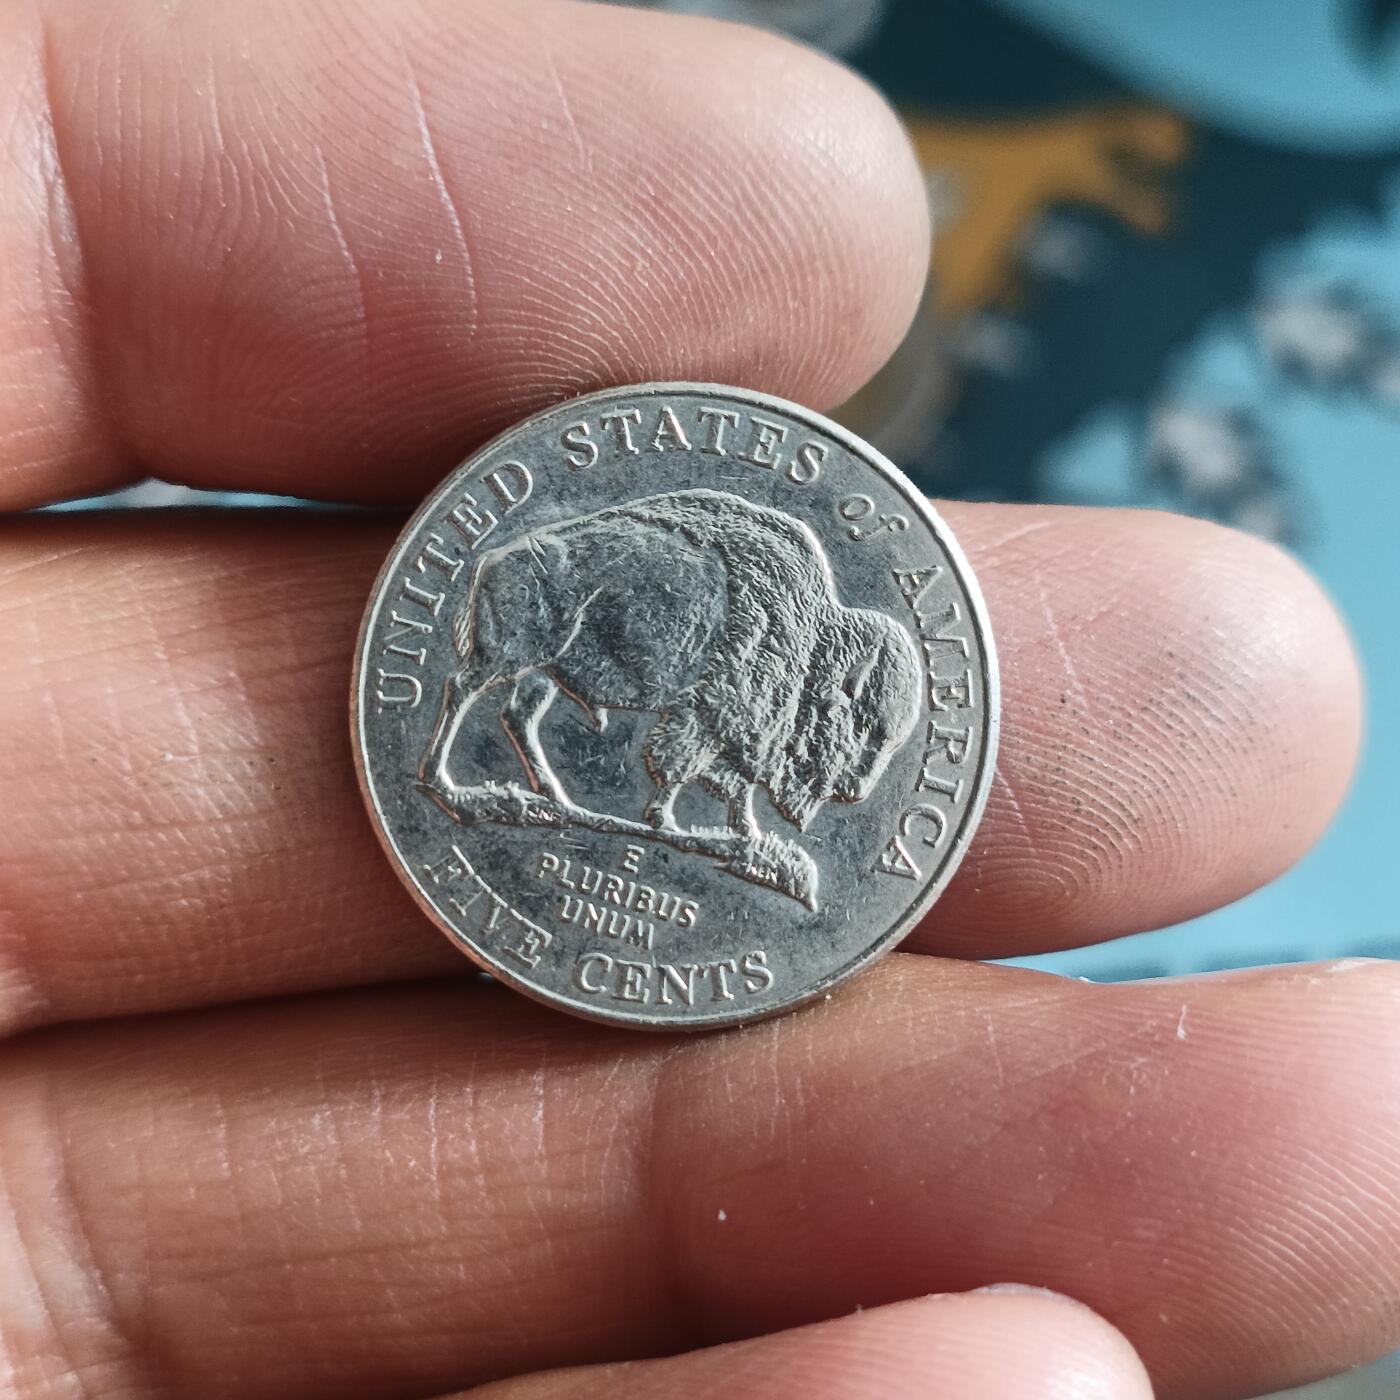 UNITED STATES of AMERICA
E
PLURIBUS
UNUM
FIVE CENTS